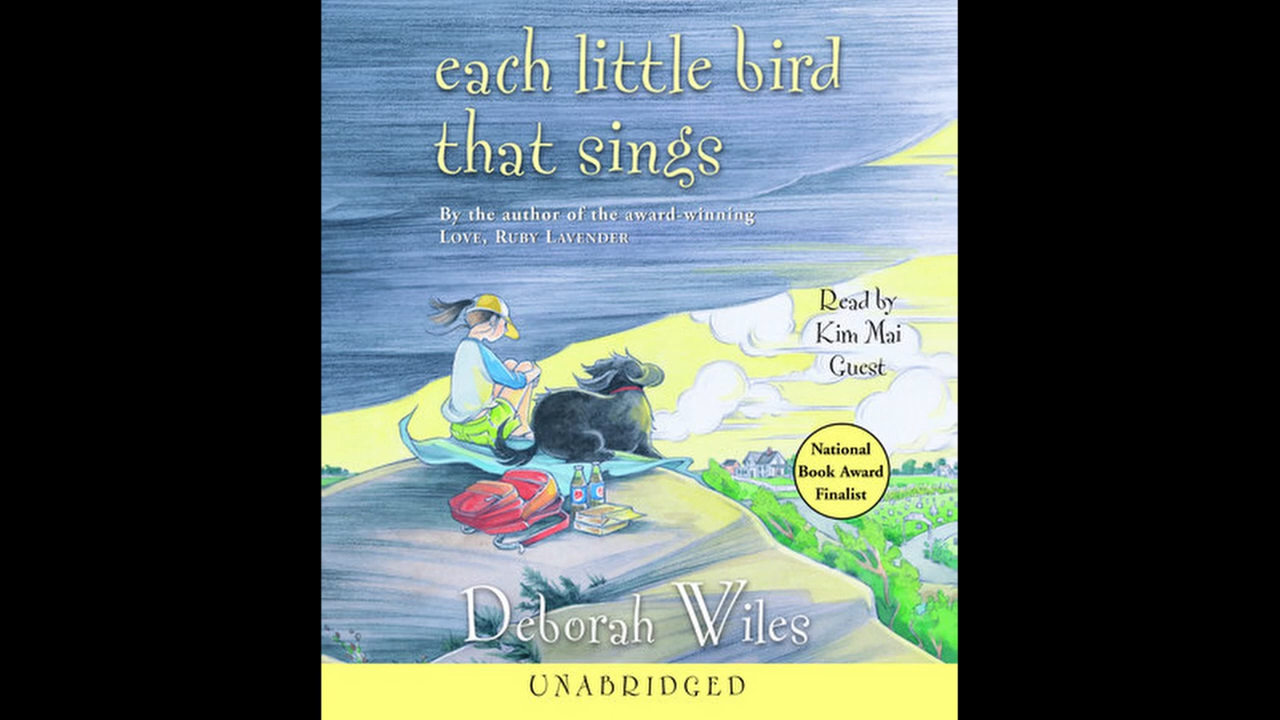 each little bird
that sings
By the author of the award-winning
LOVE, RUBY LAVENDER
Read by
Kim Mai
Guest
National
Book Award
Finalist
Deborah Wiles
UNABRIDGED